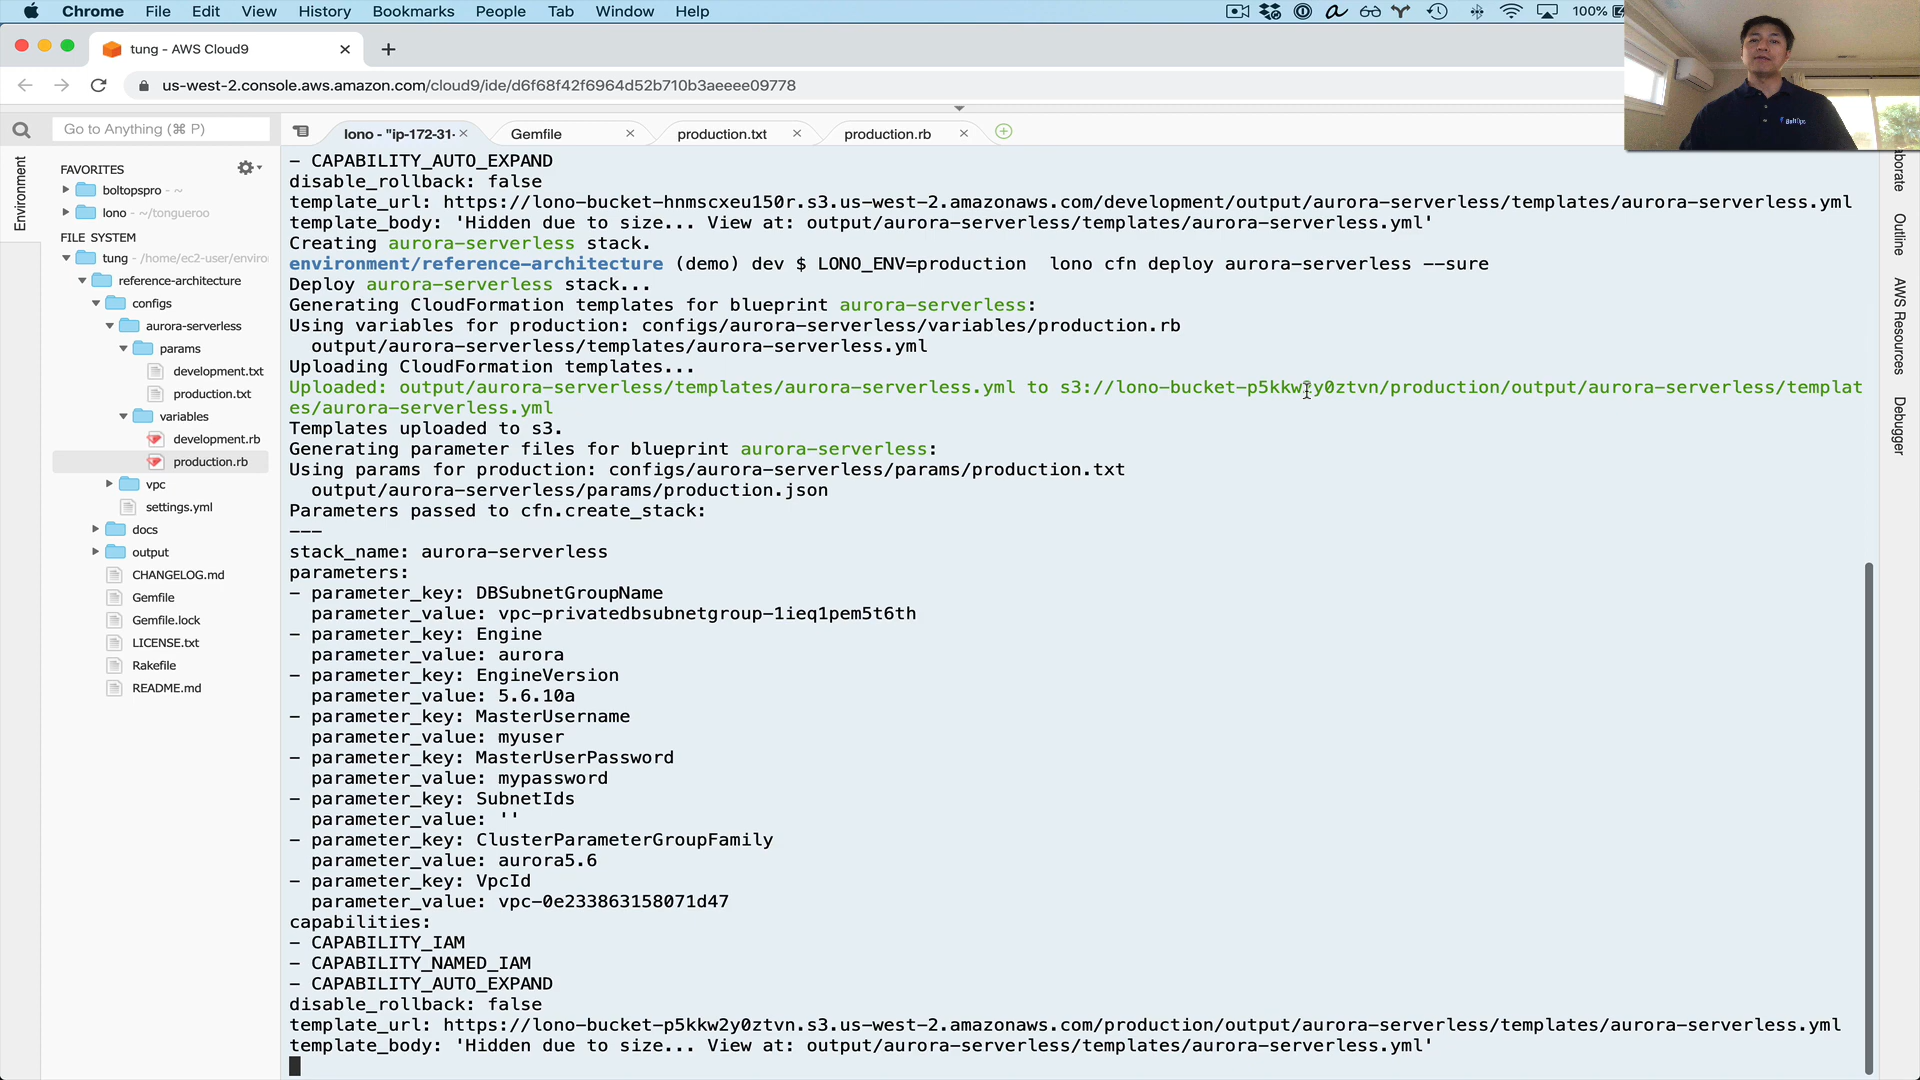 Chrome File Edit View History Bookmarks People Tab Window Help 100%
tung - AWS Cloud9
us-west-2.console.aws.amazon.com/cloud9/ide/d6f68f42f6964d52b710b3aeeee09778
Go to Anything (⌘ P)
lono - "ip-172-31- Gemfile production.txt production.rb
Environment
FAVORITES
boltopspro - ~
lono - ~/tongueroo
FILE SYSTEM
tung - /home/ec2-user/enviro
reference-architecture
configs
aurora-serverless
params
development.txt
production.txt
variables
development.rb
production.rb
vpc
settings.yml
docs
output
CHANGELOG.md
Gemfile
Gemfile.lock
LICENSE.txt
Rakefile
README.md
- CAPABILITY_AUTO_EXPAND
disable_rollback: false
template_url: https://lono-bucket-hnmscxeu150r.s3.us-west-2.amazonaws.com/development/output/aurora-serverless/templates/aurora-serverless.yml
template_body: 'Hidden due to size... View at: output/aurora-serverless/templates/aurora-serverless.yml'
Creating aurora-serverless stack.
environment/reference-architecture (demo) dev $ LONO_ENV=production  lono cfn deploy aurora-serverless --sure
Deploy aurora-serverless stack...
Generating CloudFormation templates for blueprint aurora-serverless:
Using variables for production: configs/aurora-serverless/variables/production.rb
  output/aurora-serverless/templates/aurora-serverless.yml
Uploading CloudFormation templates...
Uploaded: output/aurora-serverless/templates/aurora-serverless.yml to s3://lono-bucket-p5kkw2y0ztvn/production/output/aurora-serverless/templat
es/aurora-serverless.yml
Templates uploaded to s3.
Generating parameter files for blueprint aurora-serverless:
Using params for production: configs/aurora-serverless/params/production.txt
  output/aurora-serverless/params/production.json
Parameters passed to cfn.create_stack:
---
stack_name: aurora-serverless
parameters:
- parameter_key: DBSubnetGroupName
  parameter_value: vpc-privatedbsubnetgroup-1ieq1pem5t6th
- parameter_key: Engine
  parameter_value: aurora
- parameter_key: EngineVersion
  parameter_value: 5.6.10a
- parameter_key: MasterUsername
  parameter_value: myuser
- parameter_key: MasterUserPassword
  parameter_value: mypassword
- parameter_key: SubnetIds
  parameter_value: ''
- parameter_key: ClusterParameterGroupFamily
  parameter_value: aurora5.6
- parameter_key: VpcId
  parameter_value: vpc-0e233863158071d47
capabilities:
- CAPABILITY_IAM
- CAPABILITY_NAMED_IAM
- CAPABILITY_AUTO_EXPAND
disable_rollback: false
template_url: https://lono-bucket-p5kkw2y0ztvn.s3.us-west-2.amazonaws.com/production/output/aurora-serverless/templates/aurora-serverless.yml
template_body: 'Hidden due to size... View at: output/aurora-serverless/templates/aurora-serverless.yml'
BoltOps
aborate
Outline
AWS Resources
Debugger